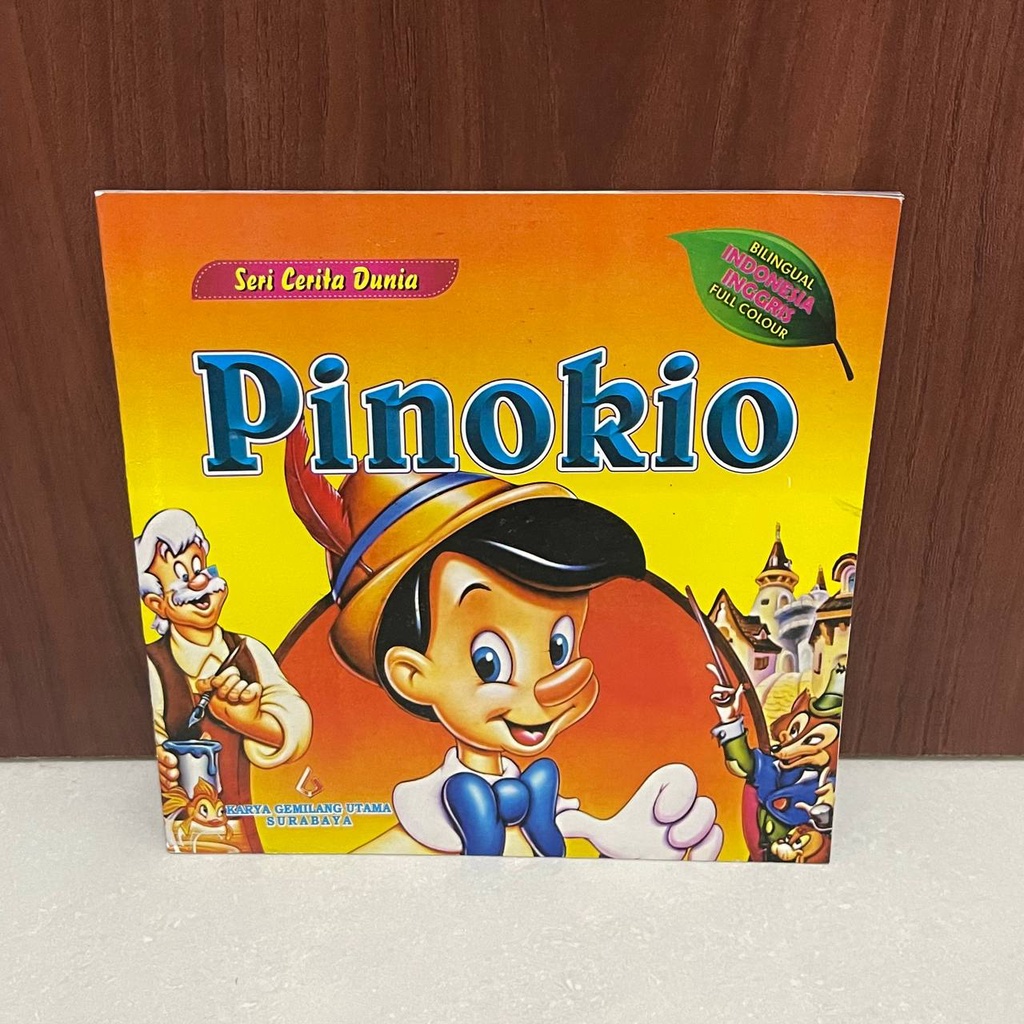 Seri Cerita Dunia
BILINGUAL
INDONESIA
INGGRIS
FULL COLOUR
Pinokio
KARYA GEMILANG UTAMA
SURABAYA